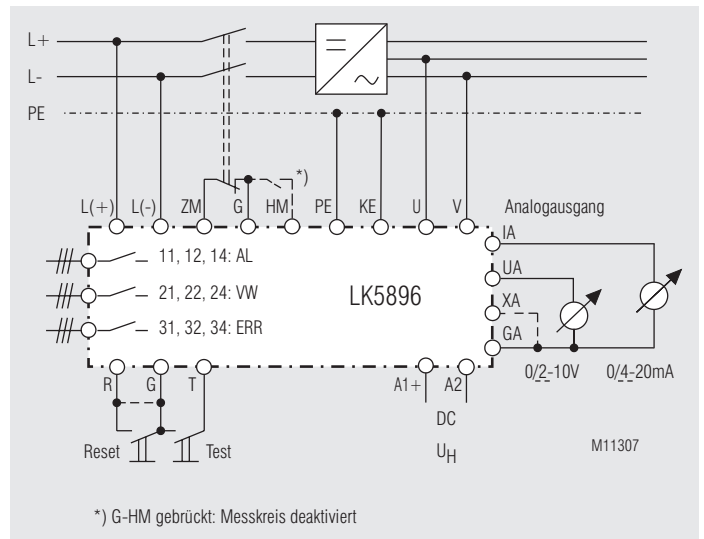 L+
L-
PE
*)
L(+) L(-) ZM G HM PE KE U V Analogausgang
IA
11, 12, 14: AL
UA
21, 22, 24: VW
LK5896
XA
31, 32, 34: ERR
GA
R G T A1+ A2 0/2-10V 0/4-20mA
DC
Reset Test UH M11307
*) G-HM gebrückt: Messkreis deaktiviert